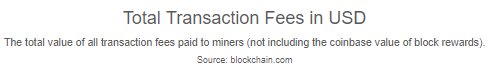 Total Transaction Fees in USD
The total value of all transaction fees paid to miners (not including the coinbase value of block rewards).
Source: blockchain.com